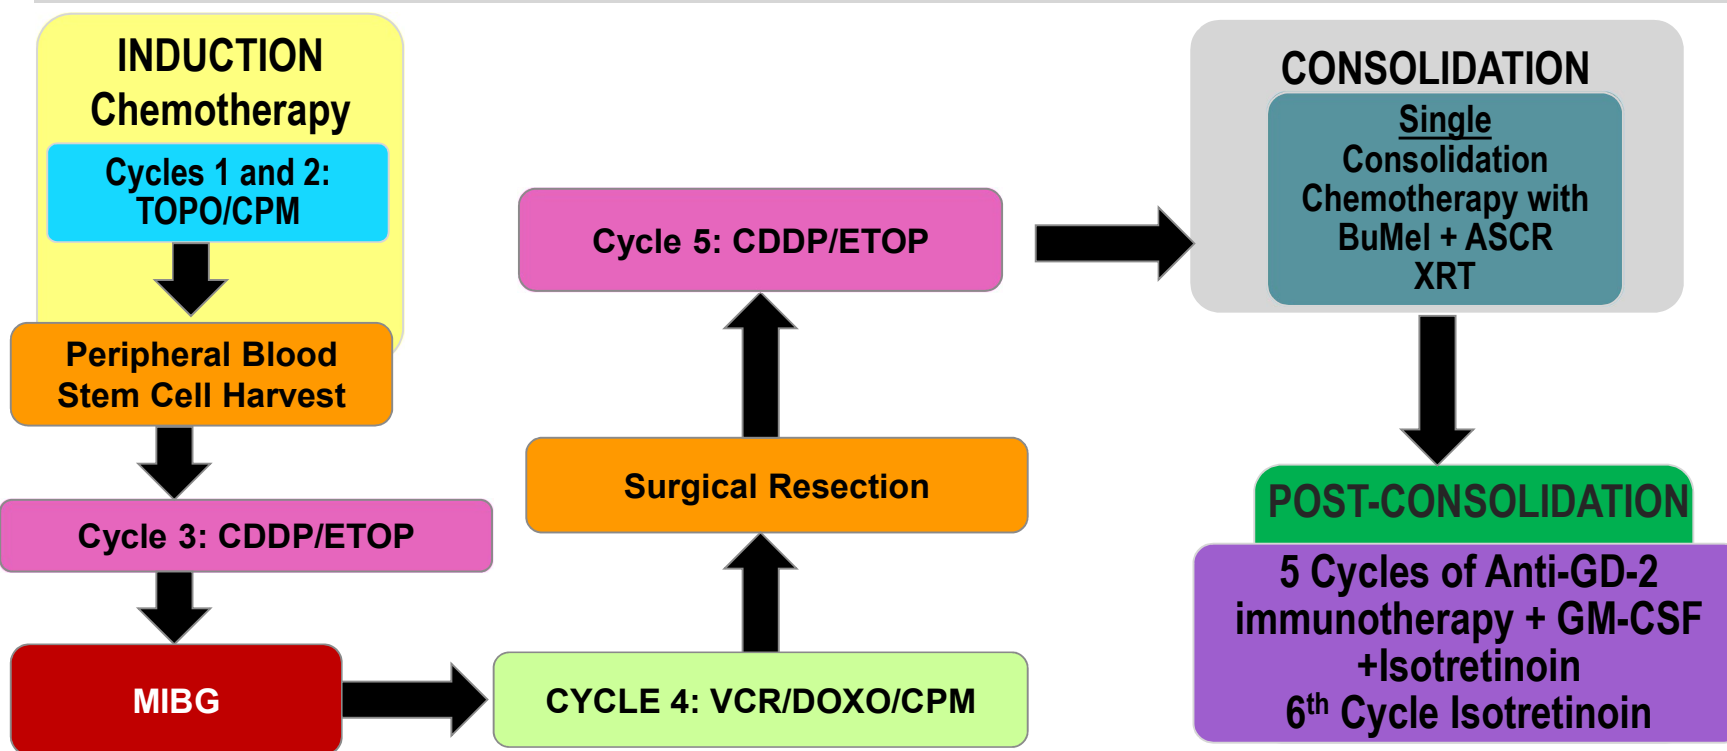 INDUCTION
Chemotherapy
Cycles 1 and 2:
TOPO/CPM
Peripheral Blood
Stem Cell Harvest
Cycle 3: CDDP/ETOP
MIBG
CYCLE 4: VCR/DOXO/CPM
Surgical Resection
Cycle 5: CDDP/ETOP
CONSOLIDATION
Single
Consolidation
Chemotherapy with
BuMel + ASCR
XRT
POST-CONSOLIDATION
5 Cycles of Anti-GD-2
immunotherapy + GM-CSF
+Isotretinoin
6th Cycle Isotretinoin